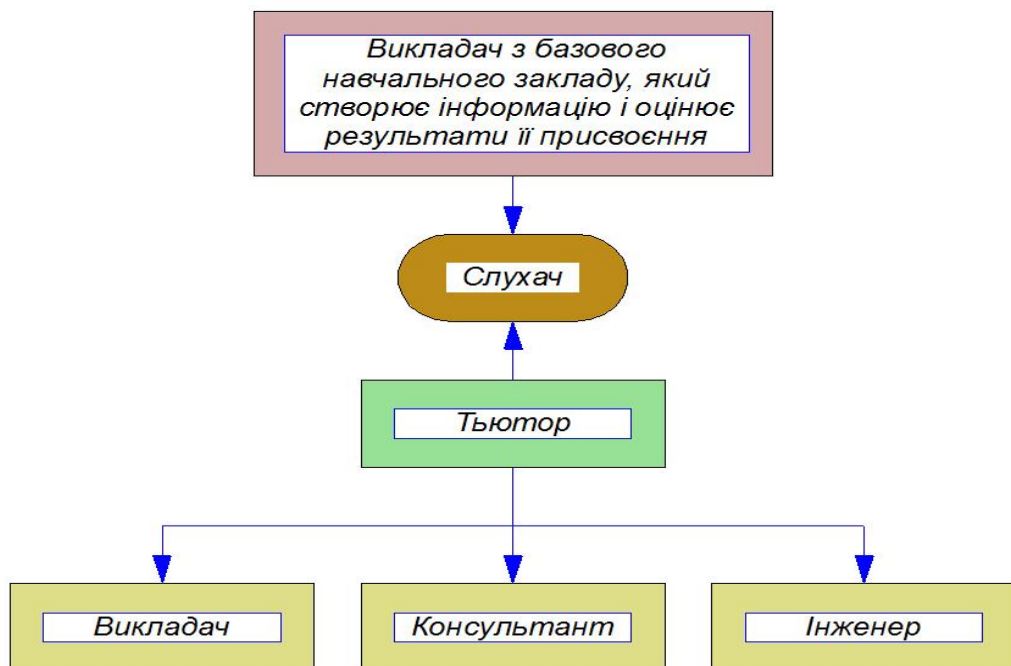 Викладач з базового
навчального закладу, який
створює інформацію і оцінює
результати її присвоєння
Слухач
Тьютор
Викладач
Консультант
Інженер